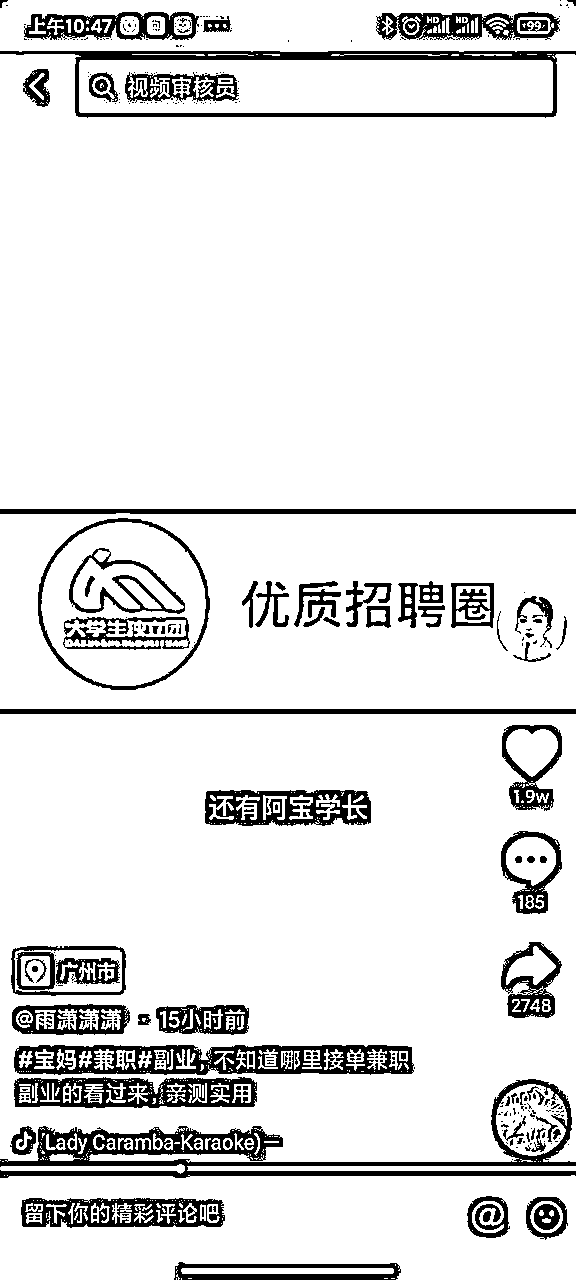 上午10:47
99
视频审核员
大学生独立团
优质招聘圈
还有阿宝学长
1.9w
185
2748
广州市
@雨潇潇潇 · 15小时前
#宝妈#兼职#副业，不知道哪里接单兼职
副业的看过来，亲测实用
(Lady Caramba-Karaoke)一
留下你的精彩评论吧
@